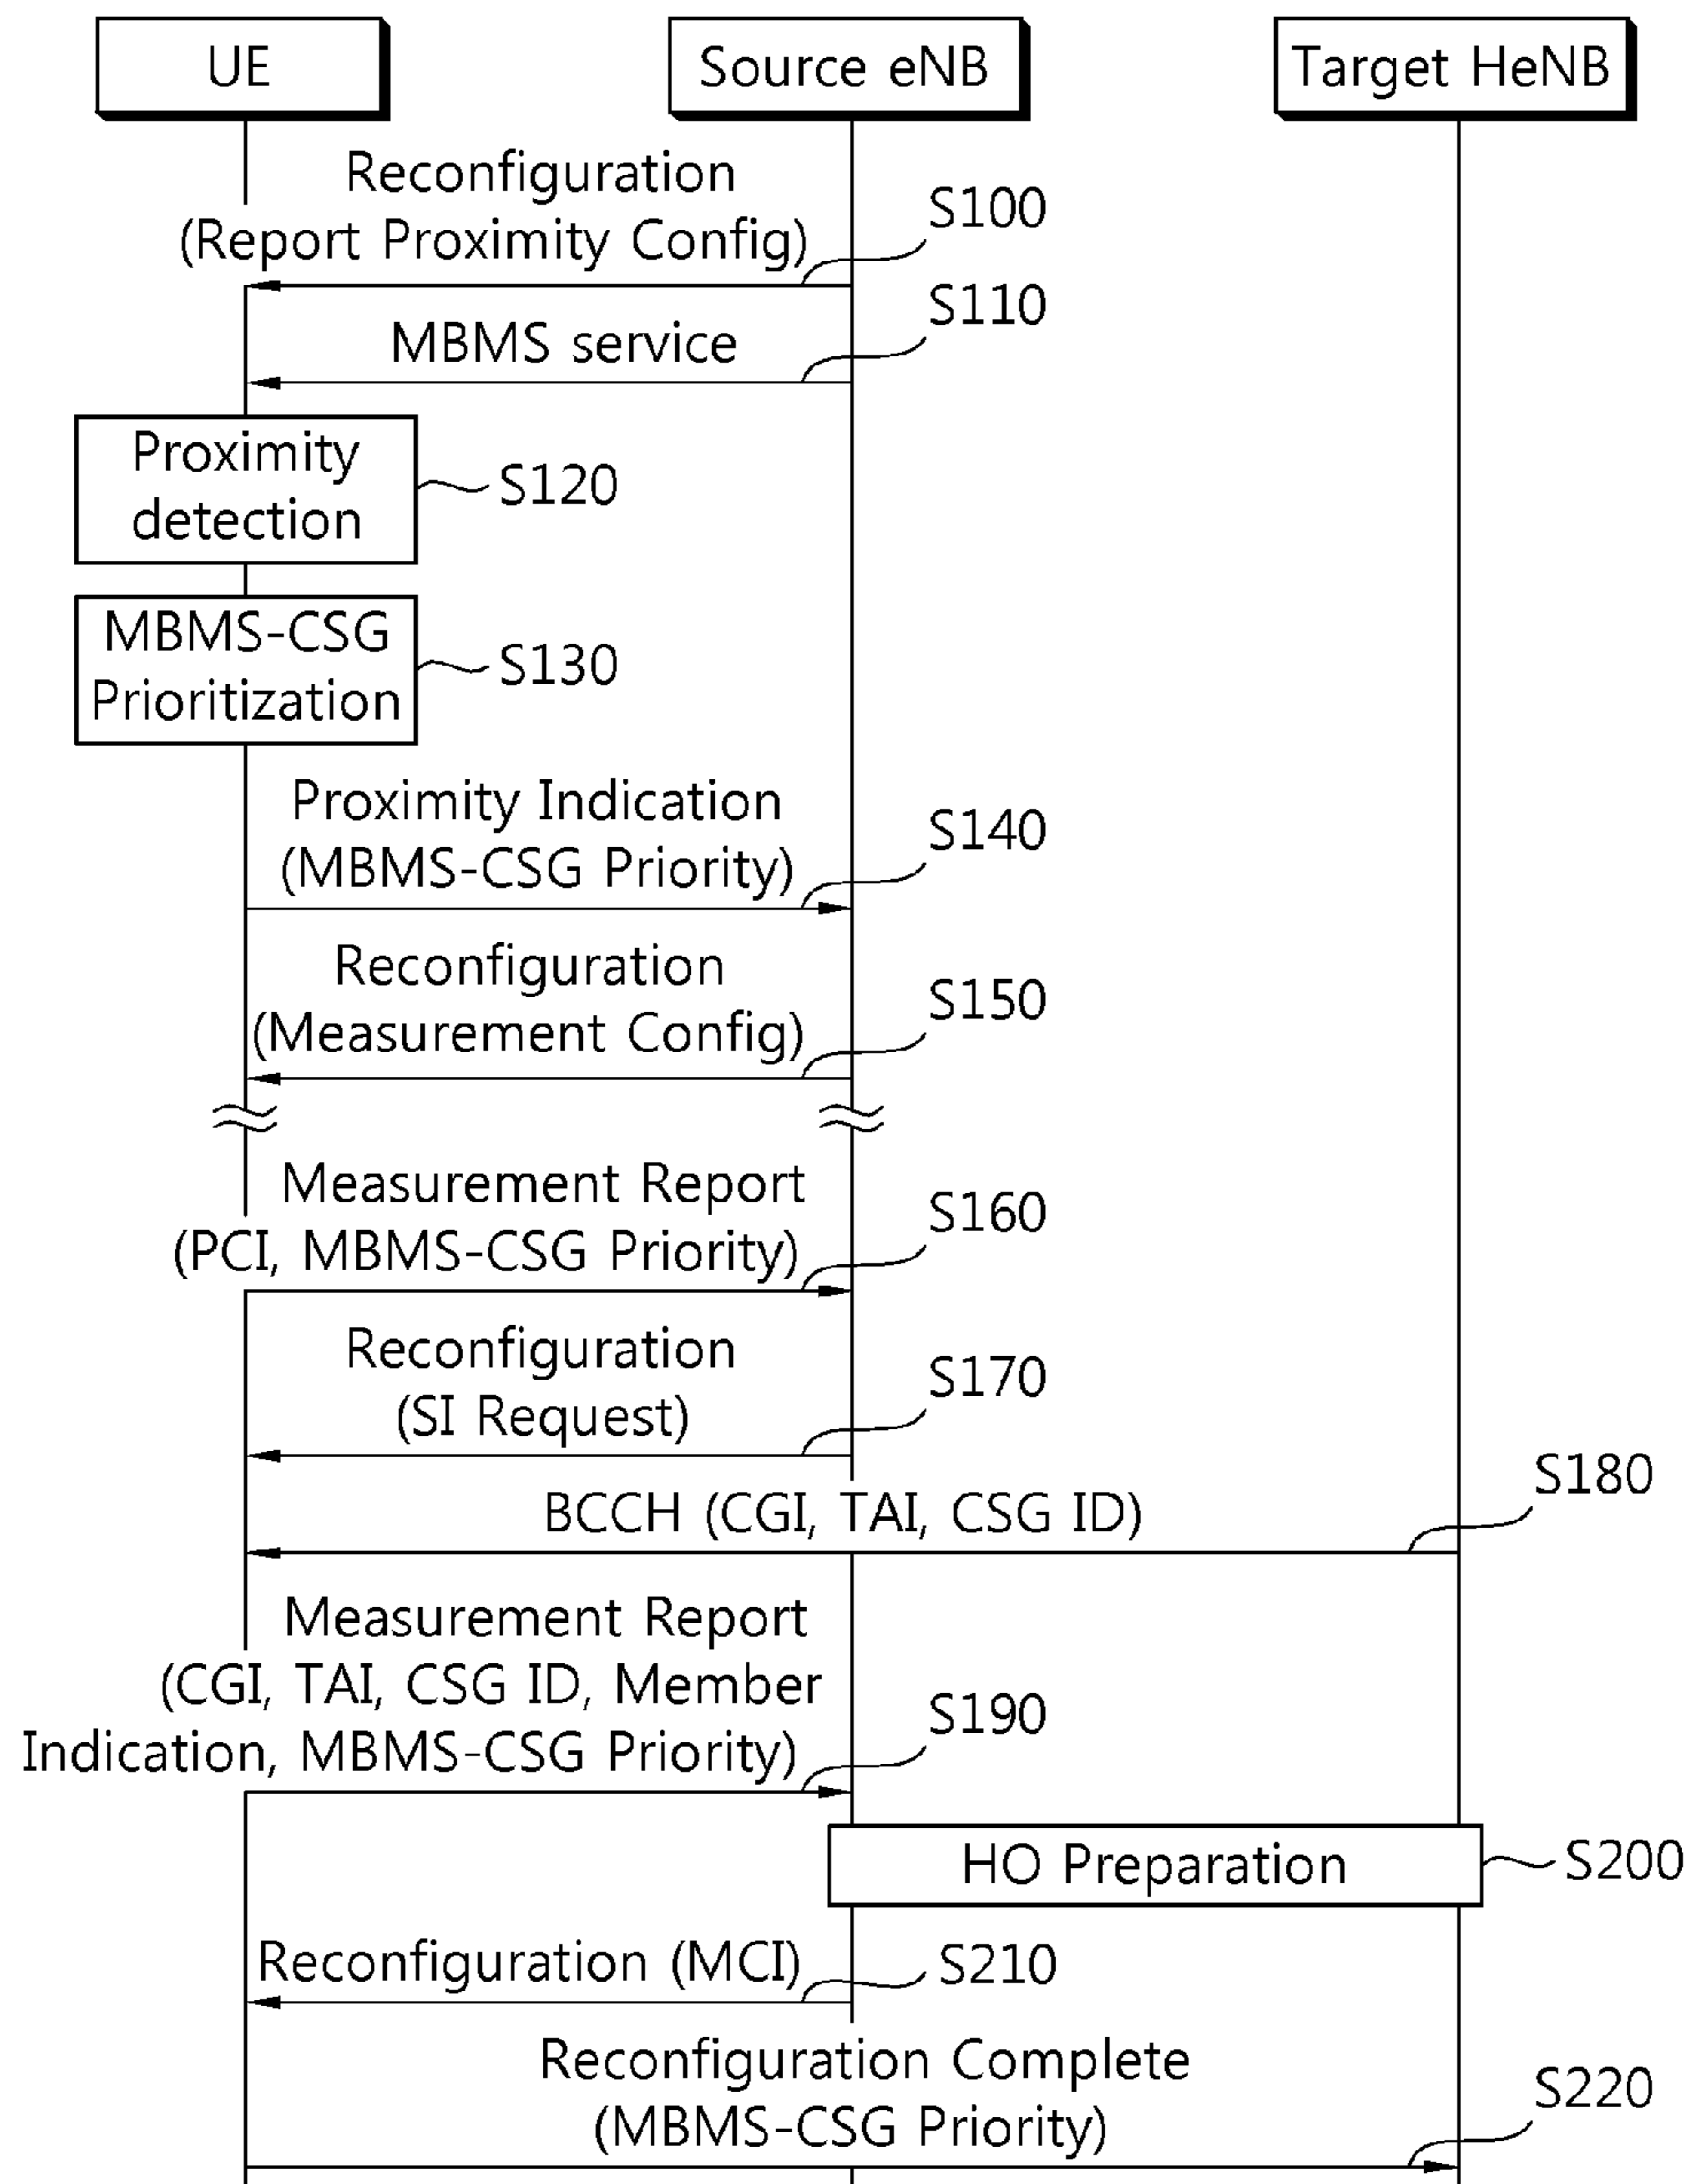 UE
Source eNB
Target HeNB
Reconfiguration
(Report Proximity Config)
S100
MBMS service
S110
Proximity
detection
S120
MBMS-CSG
Prioritization
S130
Proximity Indication
(MBMS-CSG Priority)
S140
Reconfiguration
(Measurement Config)
S150
Measurement Report
(PCI, MBMS-CSG Priority)
S160
Reconfiguration
(SI Request)
S170
BCCH (CGI, TAI, CSG ID)
S180
Measurement Report
(CGI, TAI, CSG ID, Member
Indication, MBMS-CSG Priority)
S190
HO Preparation
S200
Reconfiguration (MCI)
S210
Reconfiguration Complete
(MBMS-CSG Priority)
S220